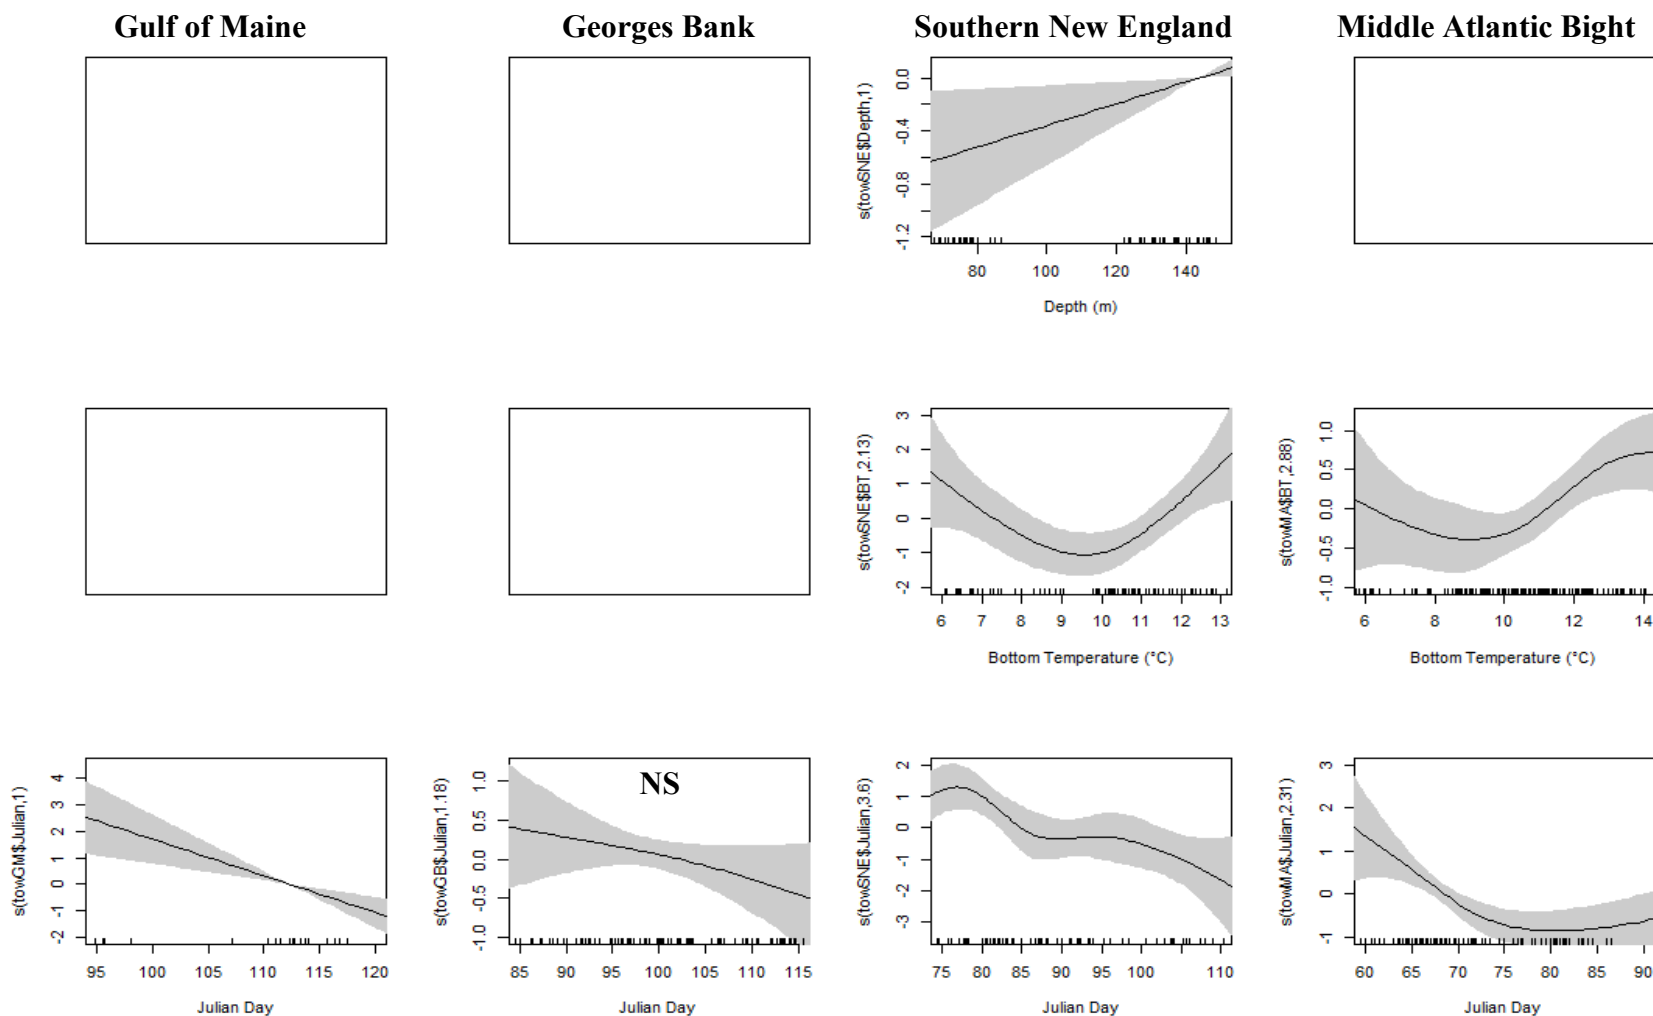 Gulf of Maine Georges Bank Southern New England Middle Atlantic Bight
s(towSNE$Depth,1)
0.0 -0.4 -0.8 -1.2
80 100 120 140
Depth (m)
s(towSNE$BT,2.13)
3 2 1 0 -1 -2
6 7 8 9 10 11 12 13
Bottom Temperature (°C)
s(towMA$BT,2.88)
1.0 0.5 0.0 -0.5 -1.0
6 8 10 12 14
Bottom Temperature (°C)
s(towGM$Julian,1)
4 3 2 1 0 -1 -2
95 100 105 110 115 120
Julian Day
s(towGB$Julian,1.18)
1.0 0.5 0.0 -0.5 -1.0
NS
85 90 95 100 105 110 115
Julian Day
s(towSNE$Julian,3.6)
2 1 0 -1 -2 -3
75 80 85 90 95 100 110
Julian Day
s(towMA$Julian,2.31)
3 2 1 0 -1
59 65 70 75 80 85 90
Julian Day